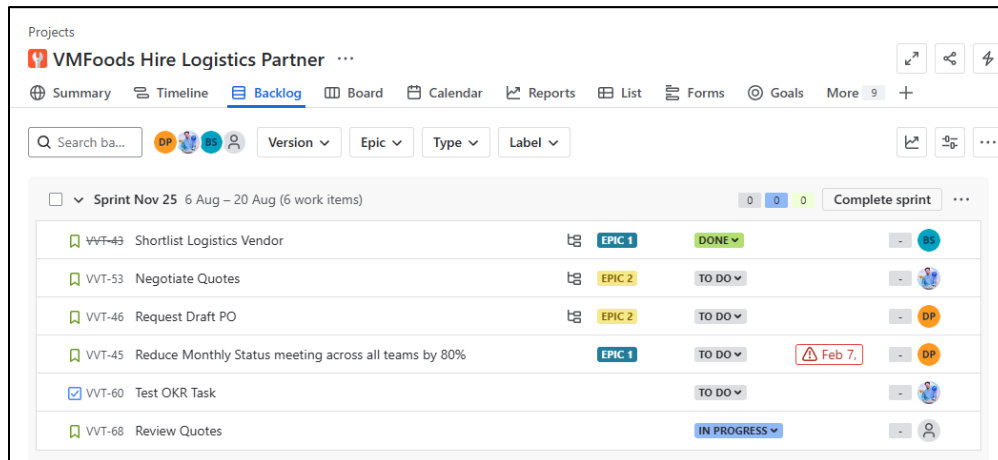 Projects
VMFoods Hire Logistics Partner ···
Summary Timeline Backlog Board Calendar Reports List Forms Goals More 9 +
Search ba... DP BS Version Epic Type Label ···
Sprint Nov 25 6 Aug – 20 Aug (6 work items) 0 0 0 Complete sprint ···
VVT-43 Shortlist Logistics Vendor EPIC 1 DONE - BS
VVT-53 Negotiate Quotes EPIC 2 TO DO -
VVT-46 Request Draft PO EPIC 2 TO DO - DP
VVT-45 Reduce Monthly Status meeting across all teams by 80% EPIC 1 TO DO Feb 7, - DP
VVT-60 Test OKR Task TO DO -
VVT-68 Review Quotes IN PROGRESS -